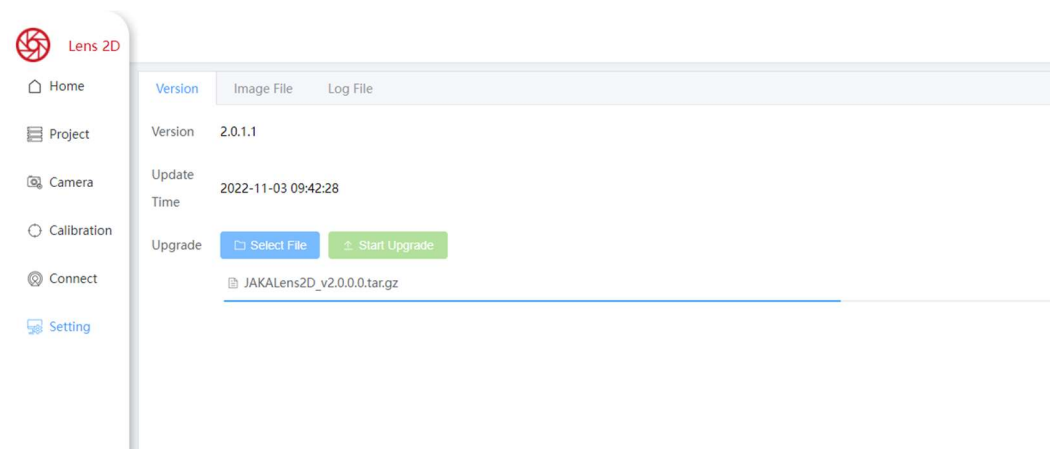 Lens 2D
Home
Project
Camera
Calibration
Connect
Setting
Version Image File Log File
Version 2.0.1.1
Update
Time 2022-11-03 09:42:28
Upgrade Select File Start Upgrade
JAKALens2D_v2.0.0.0.tar.gz